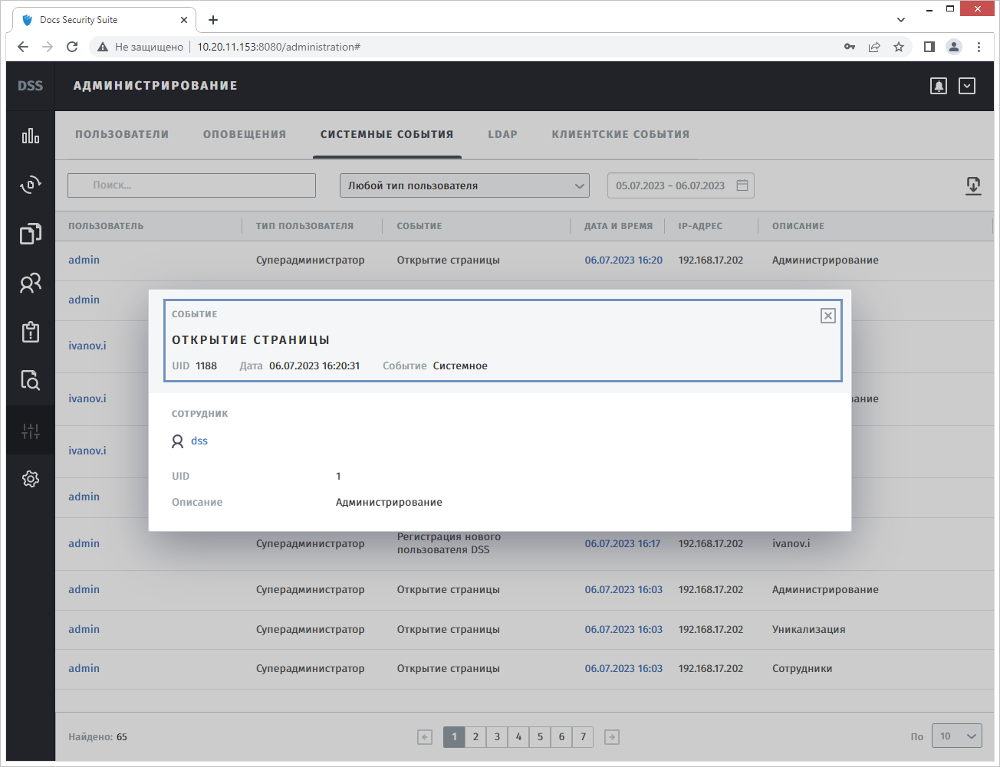 Docs Security Suite
Не защищено 10.20.11.153:8080/administration#
DSS АДМИНИСТРИРОВАНИЕ
ПОЛЬЗОВАТЕЛИ ОПОВЕЩЕНИЯ СИСТЕМНЫЕ СОБЫТИЯ LDAP КЛИЕНТСКИЕ СОБЫТИЯ
Поиск... Любой тип пользователя 05.07.2023 ~ 06.07.2023
ПОЛЬЗОВАТЕЛЬ ТИП ПОЛЬЗОВАТЕЛЯ СОБЫТИЕ ДАТА И ВРЕМЯ IP-АДРЕС ОПИСАНИЕ
admin Суперадминистратор Открытие страницы 06.07.2023 16:20 192.168.17.202 Администрирование
admin
СОБЫТИЕ
ОТКРЫТИЕ СТРАНИЦЫ
ivanov.i
UID 1188 Дата 06.07.2023 16:20:31 Событие Системное
ivanov.i
СОТРУДНИК
dss
ivanov.i
UID 1
admin
Описание Администрирование
admin Суперадминистратор Регистрация нового
пользователя DSS 06.07.2023 16:17 192.168.17.202 ivanov.i
admin Суперадминистратор Открытие страницы 06.07.2023 16:03 192.168.17.202 Администрирование
admin Суперадминистратор Открытие страницы 06.07.2023 16:03 192.168.17.202 Уникализация
admin Суперадминистратор Открытие страницы 06.07.2023 16:03 192.168.17.202 Сотрудники
Найдено: 65 1 2 3 4 5 6 7 По 10